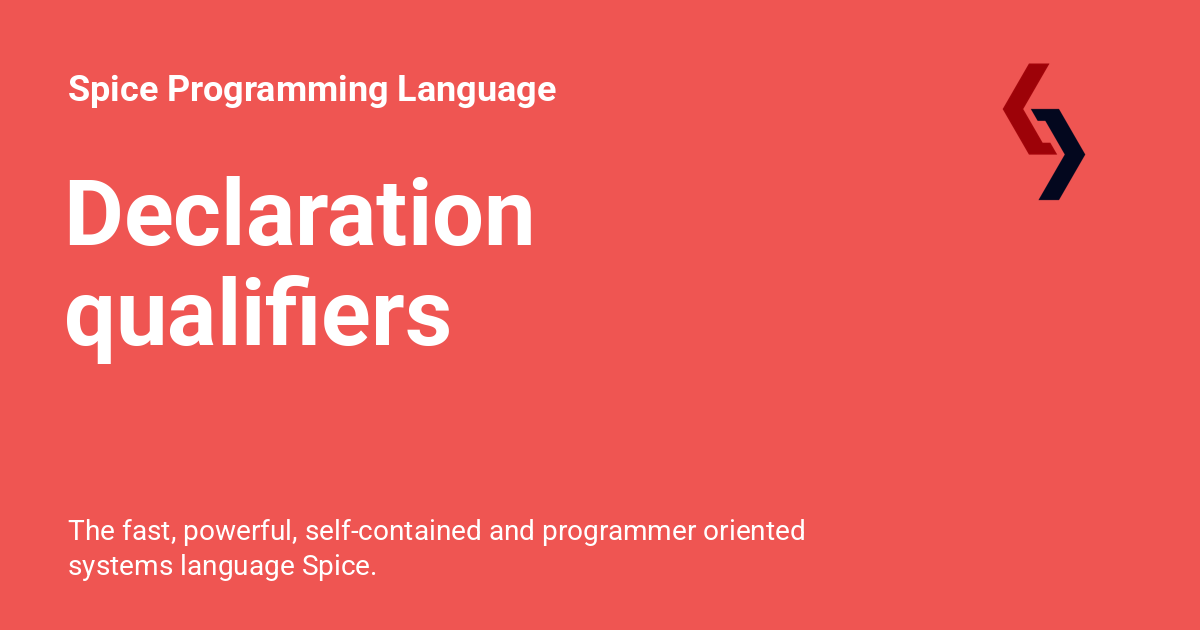 Spice Programming Language
Declaration
qualifiers
The fast, powerful, self-contained and programmer oriented
systems language Spice.